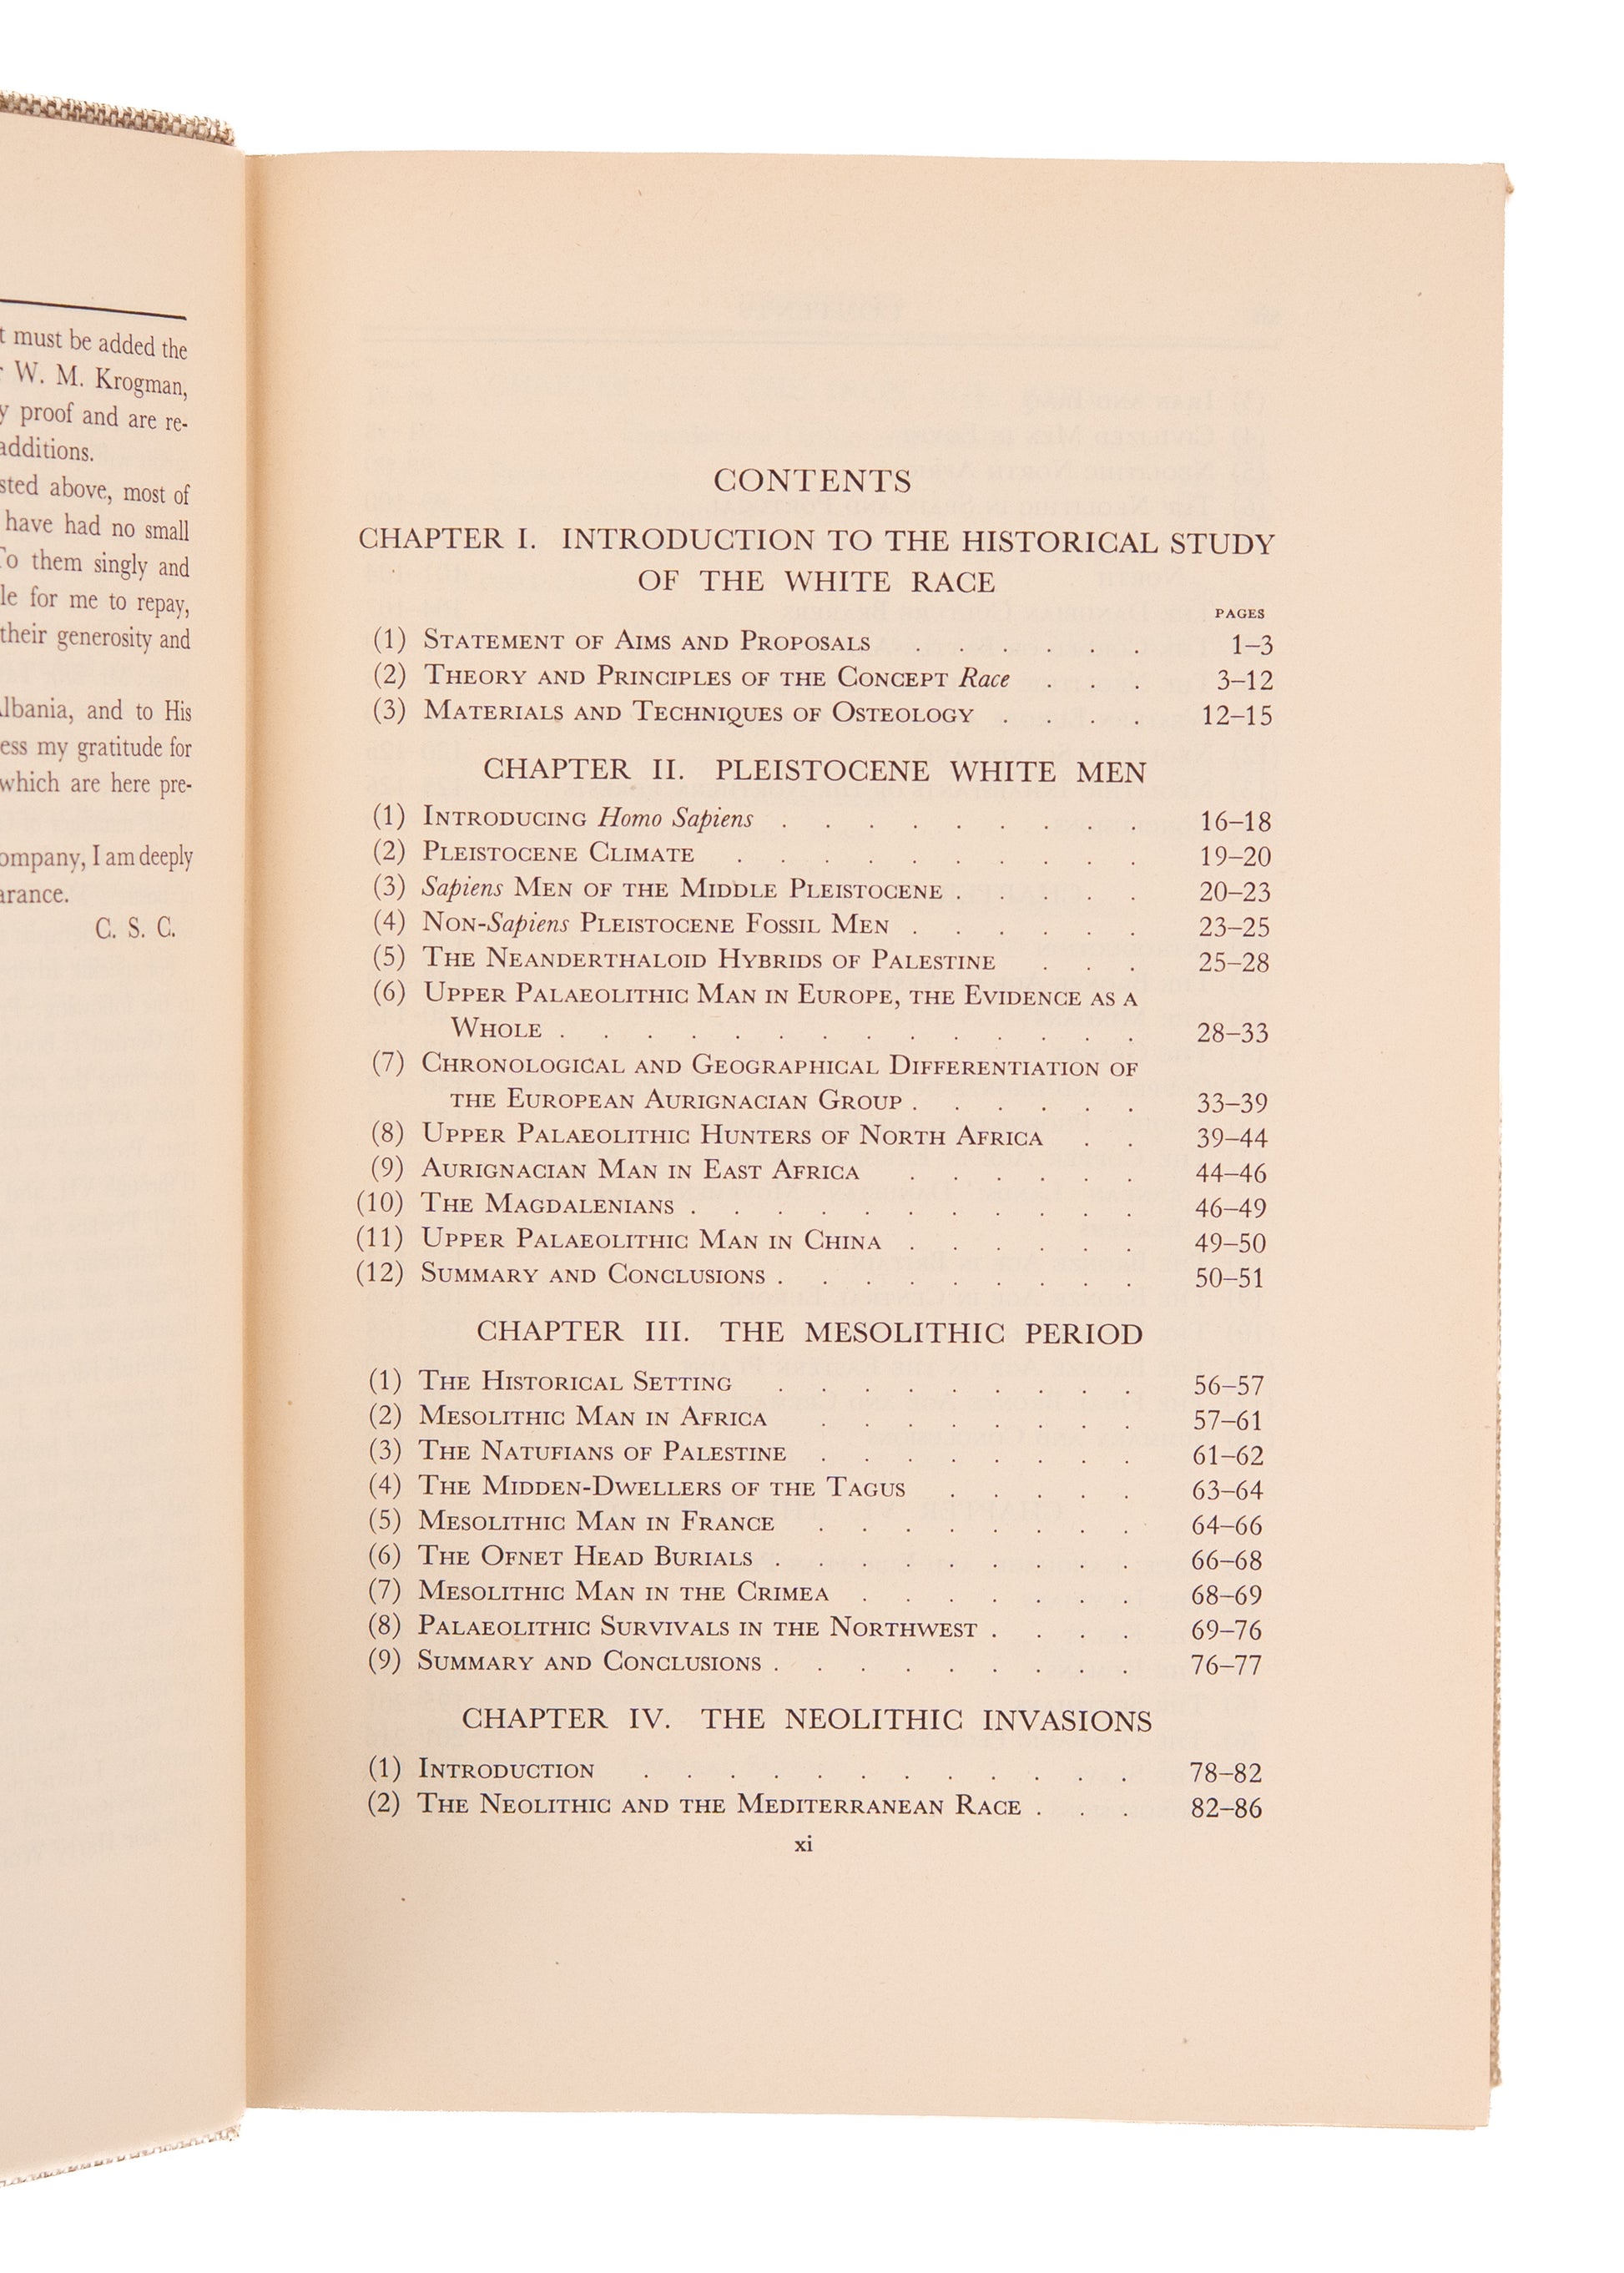 t must be added the
W. M. Krogman,
y proof and are re-
additions.
sted above, most of
have had no small
To them singly and
le for me to repay,
their generosity and
lbania, and to His
ess my gratitude for
which are here pre-
ompany, I am deeply
arance.
C. S. C.
CONTENTS
CHAPTER I. INTRODUCTION TO THE HISTORICAL STUDY
OF THE WHITE RACE
PAGES
(1) STATEMENT OF AIMS AND PROPOSALS . . . . . . 1–3
(2) THEORY AND PRINCIPLES OF THE CONCEPT Race . . . 3–12
(3) MATERIALS AND TECHNIQUES OF OSTEOLOGY . . . . 12–15
CHAPTER II. PLEISTOCENE WHITE MEN
(1) INTRODUCING Homo Sapiens . . . . . . . . . 16–18
(2) PLEISTOCENE CLIMATE . . . . . . . . . . 19–20
(3) Sapiens MEN OF THE MIDDLE PLEISTOCENE . . . . . 20–23
(4) NON-Sapiens PLEISTOCENE FOSSIL MEN . . . . . . 23–25
(5) THE NEANDERTHALOID HYBRIDS OF PALESTINE . . . 25–28
(6) UPPER PALAEOLITHIC MAN IN EUROPE, THE EVIDENCE AS A
WHOLE . . . . . . . . . . . . . . 28–33
(7) CHRONOLOGICAL AND GEOGRAPHICAL DIFFERENTIATION OF
THE EUROPEAN AURIGNACIAN GROUP . . . . . . 33–39
(8) UPPER PALAEOLITHIC HUNTERS OF NORTH AFRICA . . 39–44
(9) AURIGNACIAN MAN IN EAST AFRICA . . . . . . 44–46
(10) THE MAGDALENIANS . . . . . . . . . . . 46–49
(11) UPPER PALAEOLITHIC MAN IN CHINA . . . . . . 49–50
(12) SUMMARY AND CONCLUSIONS . . . . . . . . . 50–51
CHAPTER III. THE MESOLITHIC PERIOD
(1) THE HISTORICAL SETTING . . . . . . . . . 56–57
(2) MESOLITHIC MAN IN AFRICA . . . . . . . . 57–61
(3) THE NATUFIANS OF PALESTINE . . . . . . . . 61–62
(4) THE MIDDEN-DWELLERS OF THE TAGUS . . . . . 63–64
(5) MESOLITHIC MAN IN FRANCE . . . . . . . . 64–66
(6) THE OFNET HEAD BURIALS . . . . . . . . . 66–68
(7) MESOLITHIC MAN IN THE CRIMEA . . . . . . . 68–69
(8) PALAEOLITHIC SURVIVALS IN THE NORTHWEST . . . . 69–76
(9) SUMMARY AND CONCLUSIONS . . . . . . . . . 76–77
CHAPTER IV. THE NEOLITHIC INVASIONS
(1) INTRODUCTION . . . . . . . . . . . . 78–82
(2) THE NEOLITHIC AND THE MEDITERRANEAN RACE . . . 82–86
xi